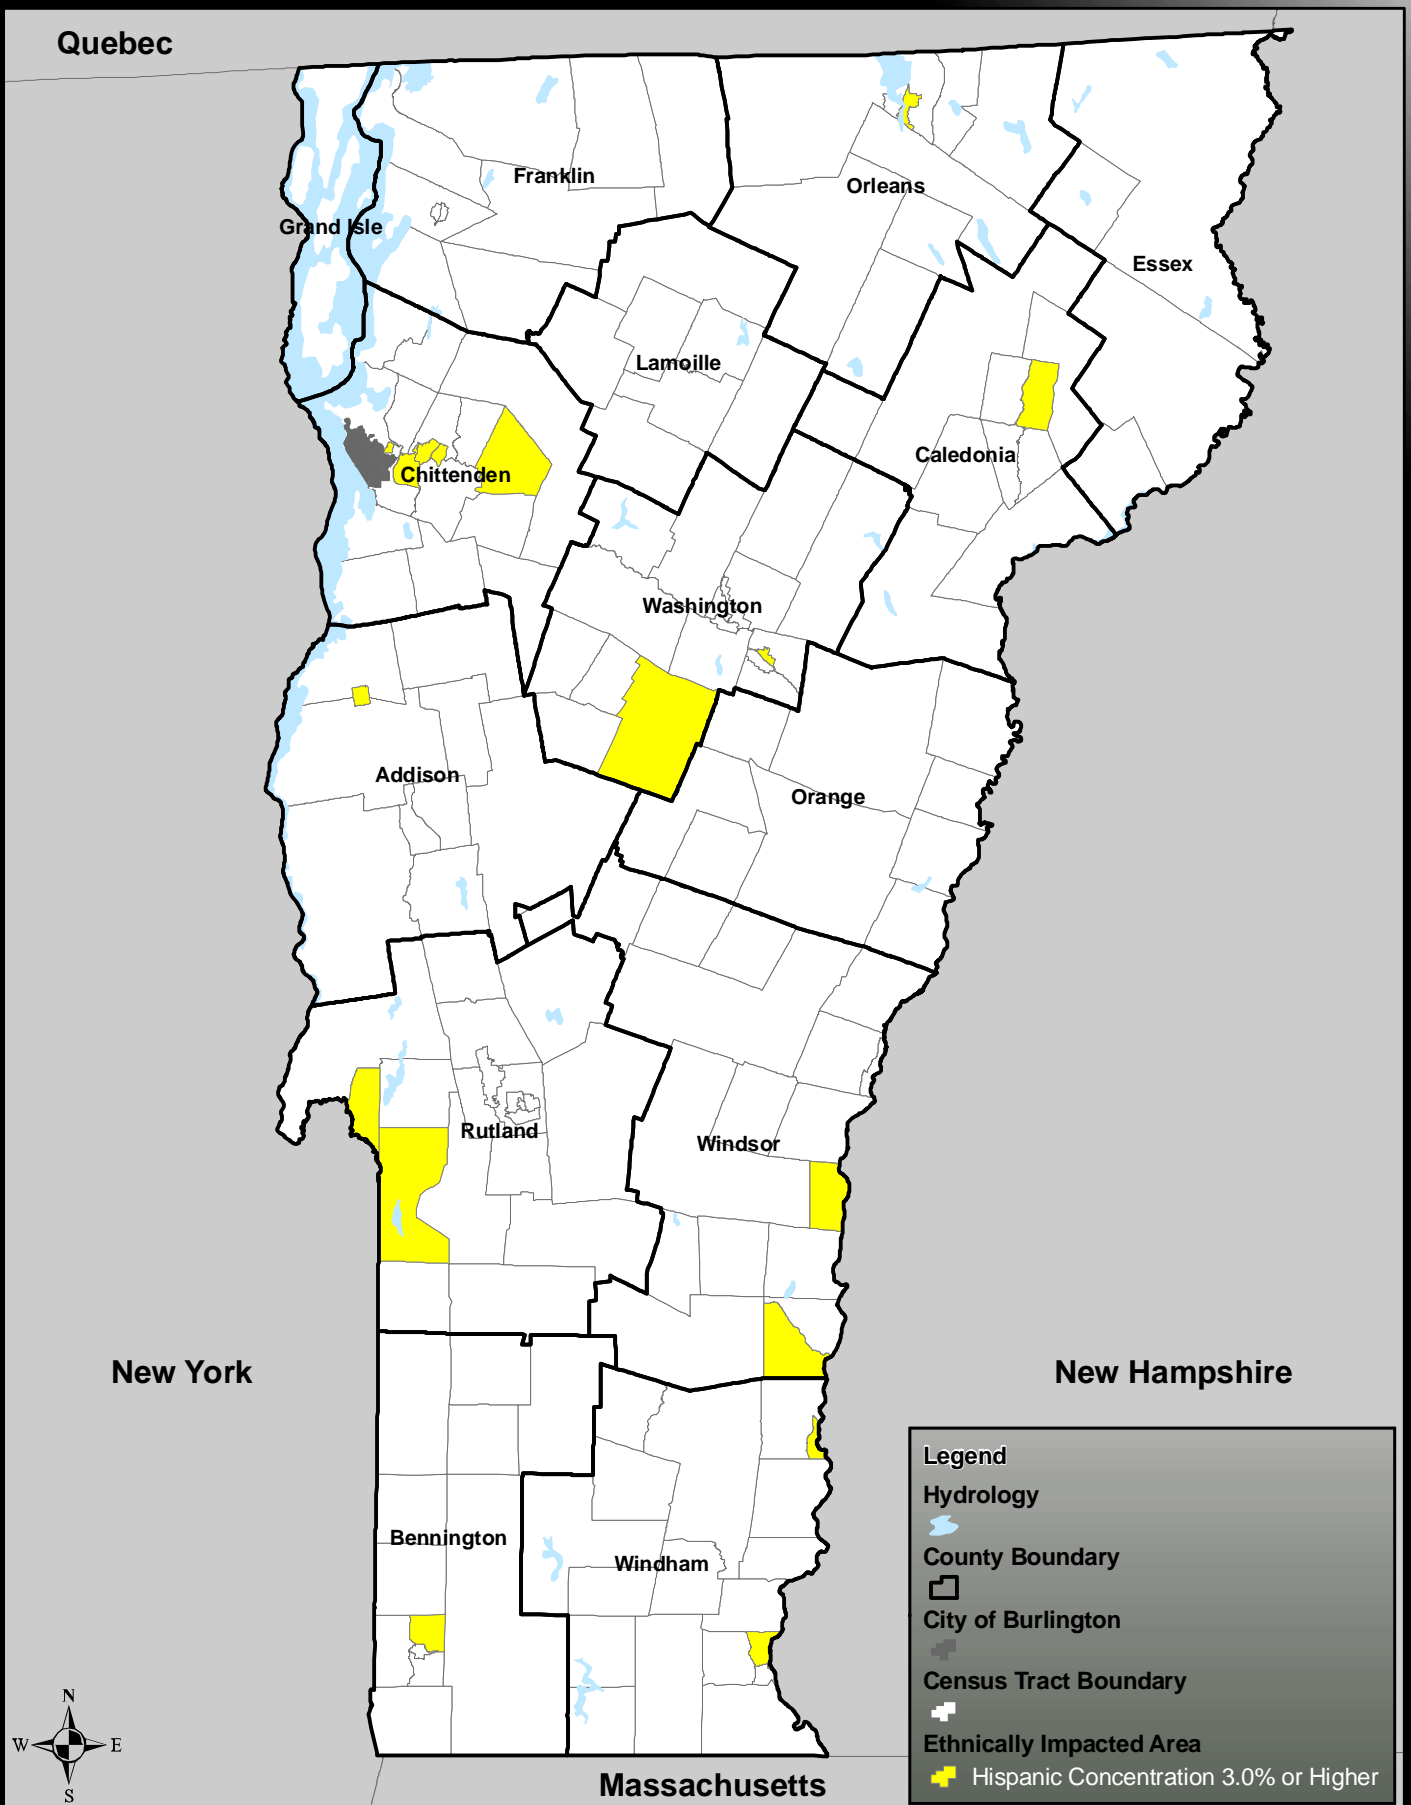 Quebec
Franklin
Orleans
Grand Isle
Essex
Lamoille
Caledonia
Chittenden
Washington
Addison
Orange
Rutland
Windsor
New York
New Hampshire
Bennington
Windham
Massachusetts
N
W
E
S
Legend
Hydrology
County Boundary
City of Burlington
Census Tract Boundary
Ethnically Impacted Area
Hispanic Concentration 3.0% or Higher